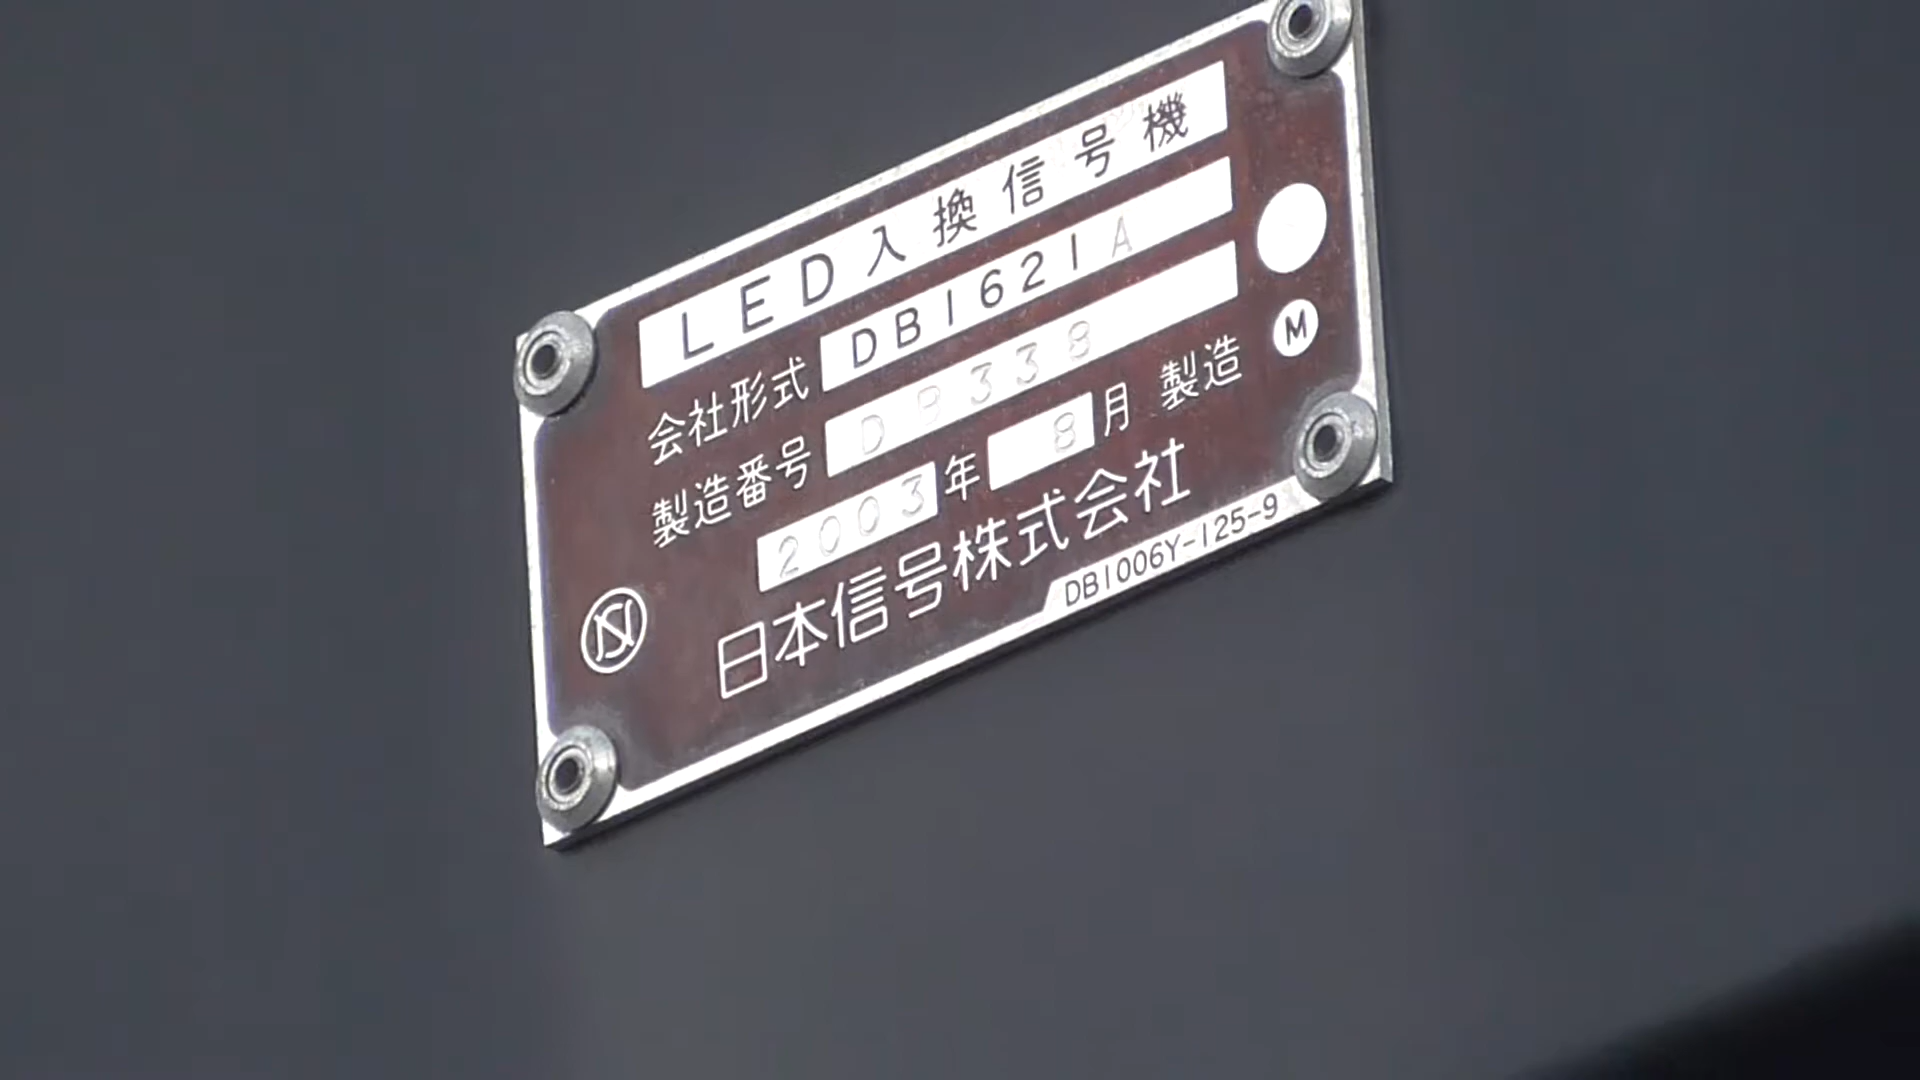 LED入換信号機
会社形式 DB1621A
製造番号 DB338
2003年 8月 製造
日本信号株式会社
DB1006Y-125-9
M